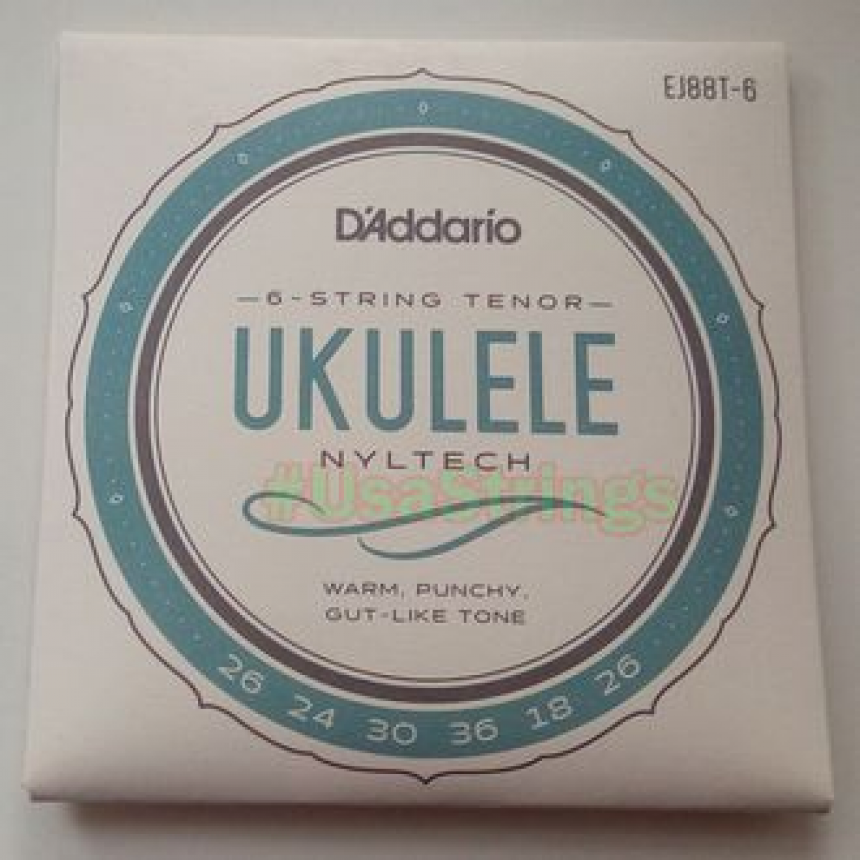 EJ88T-6
D'Addario
6-STRING TENOR
UKULELE
NYLTECH
#UsaStrings
WARM, PUNCHY,
GUT-LIKE TONE
26 24 30 36 18 26